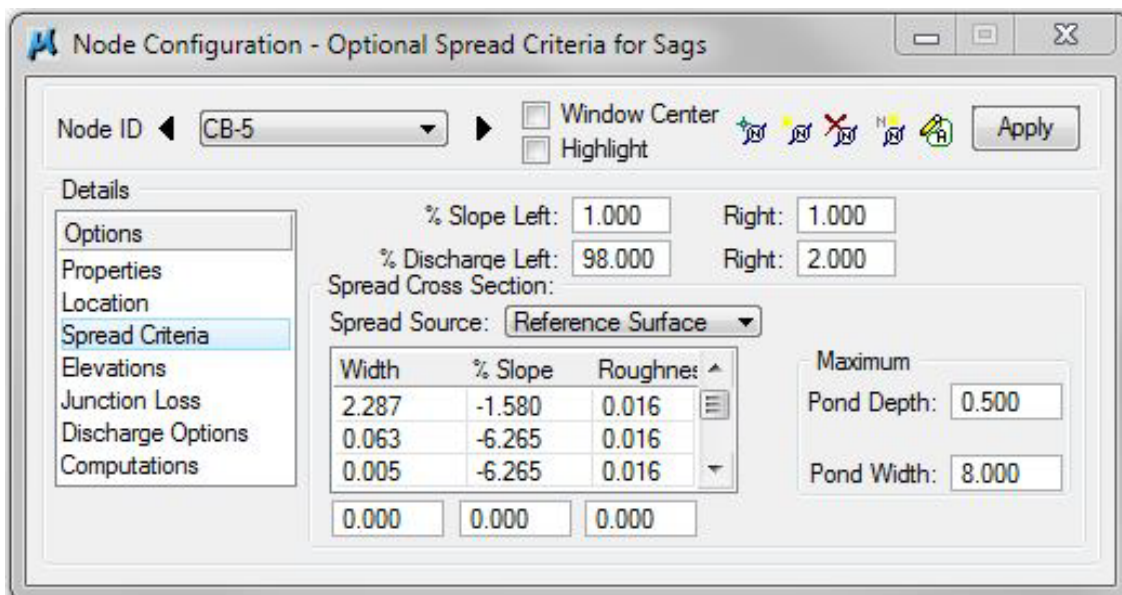 Node Configuration - Optional Spread Criteria for Sags
Node ID CB-5 Window Center Highlight Apply
Details
Options
Properties
Location
Spread Criteria
Elevations
Junction Loss
Discharge Options
Computations
% Slope Left: 1.000 Right: 1.000
% Discharge Left: 98.000 Right: 2.000
Spread Cross Section:
Spread Source: Reference Surface
Width % Slope Roughnes
2.287 -1.580 0.016
0.063 -6.265 0.016
0.005 -6.265 0.016
0.000 0.000 0.000
Maximum
Pond Depth: 0.500
Pond Width: 8.000